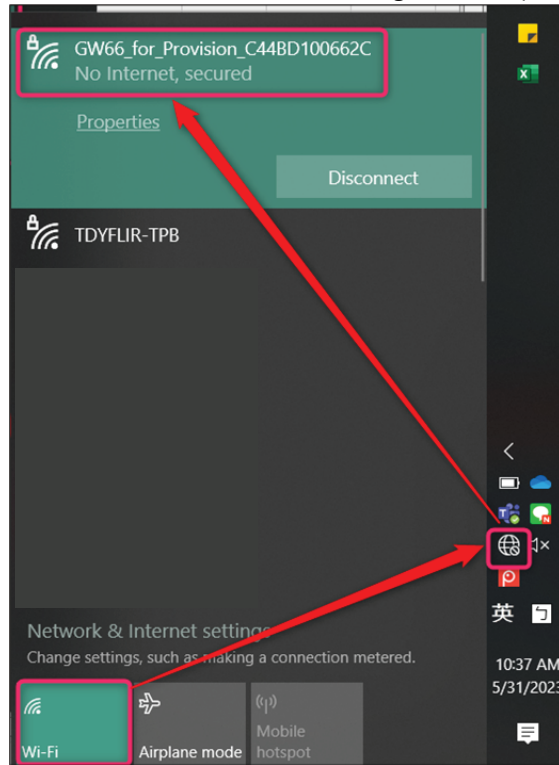 GW66_for_Provision_C44BD100662C
No Internet, secured
Properties
Disconnect
TDYFLIR-TPB
英 ㄅ
Network & Internet settings
Change settings, such as making a connection metered.
10:37 AM
5/31/2023
Wi-Fi
Airplane mode
Mobile
hotspot